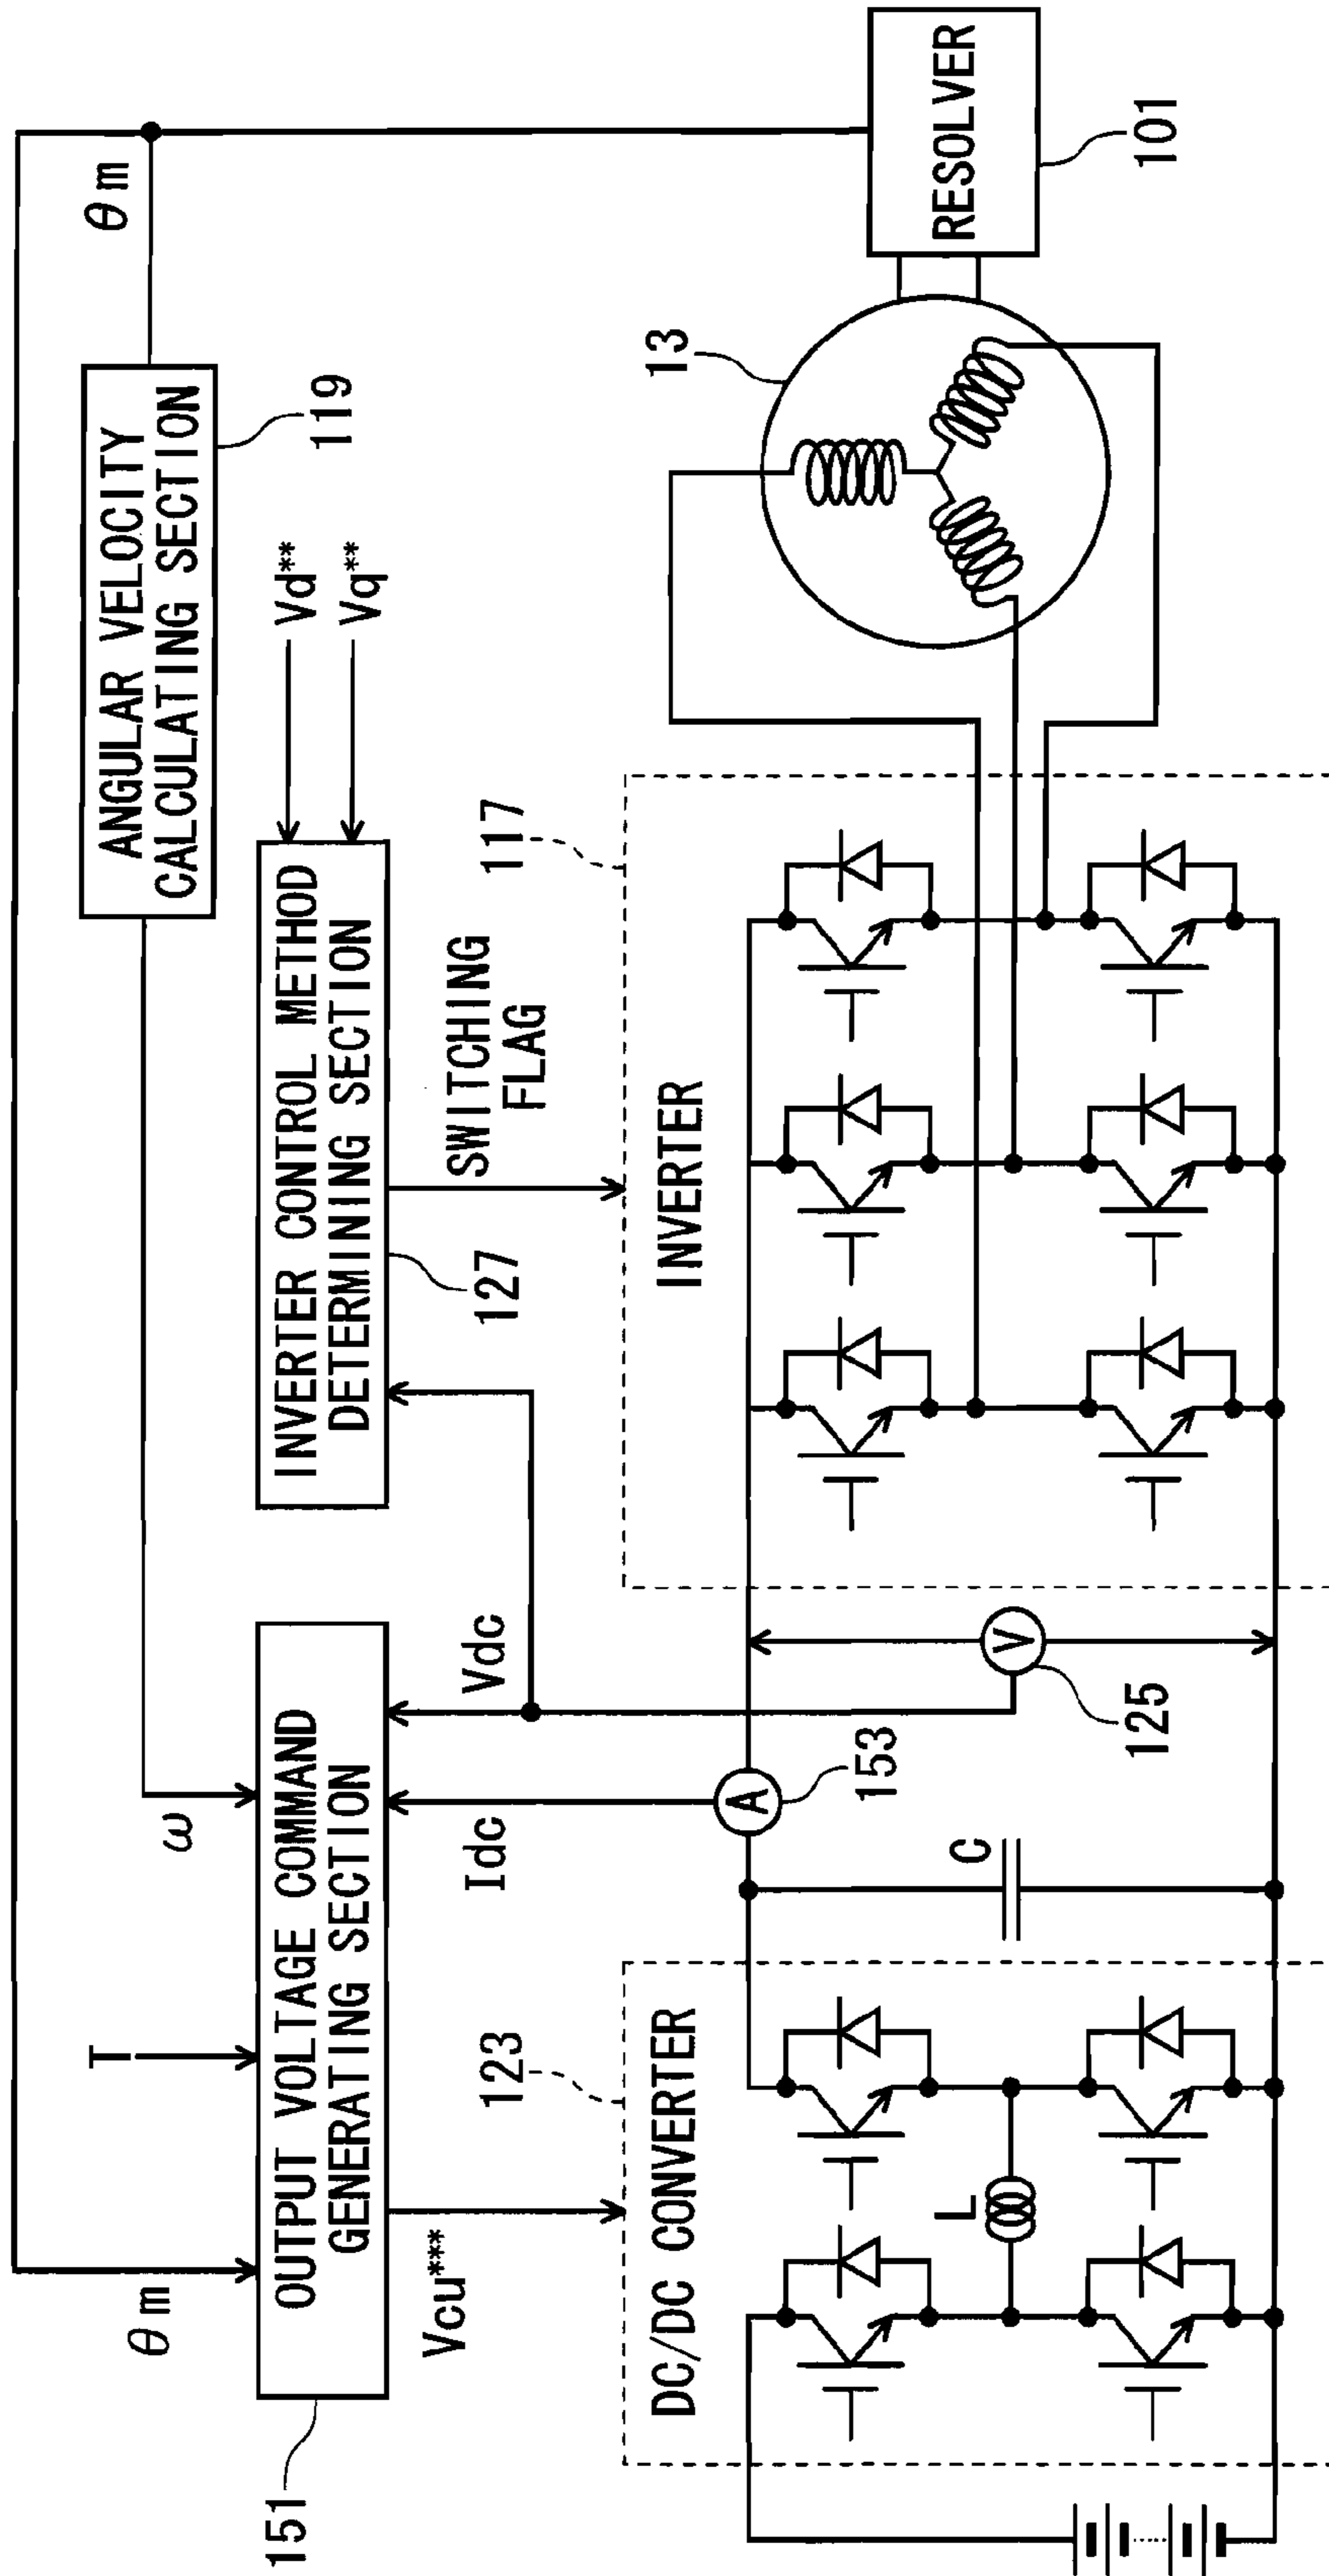 θm
ANGULAR VELOCITY
CALCULATING SECTION
119
ω
T
θm
151
OUTPUT VOLTAGE COMMAND
GENERATING SECTION
INVERTER CONTROL METHOD
DETERMINING SECTION
127
Vd**
Vq**
Vcu***
Idc
Vdc
SWITCHING
FLAG
123
DC/DC CONVERTER
L
C
A
153
V
125
117
INVERTER
13
RESOLVER
101